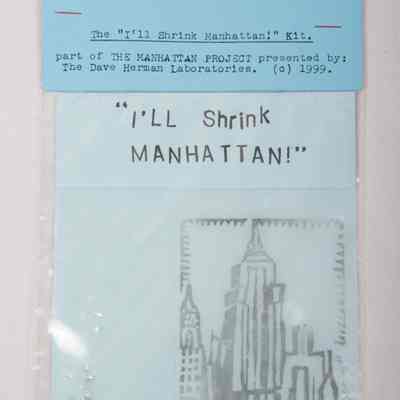 The "I'll Shrink Manhattan!" Kit.
part of THE MANHATTAN PROJECT presented by:
The Dave Herman Laboratories. (c) 1999.
"I'LL Shrink
MANHATTAN!"